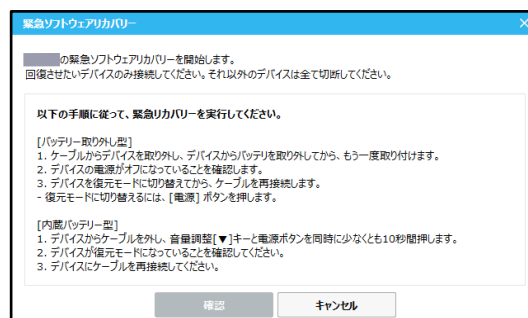 緊急ソフトウェアリカバリー
の緊急ソフトウェアリカバリーを開始します。
回復させたいデバイスのみ接続してください。それ以外のデバイスは全て切断してください。
以下の手順に従って、緊急リカバリーを実行してください。
[バッテリー取り外し型]
1. ケーブルからデバイスを取り外し、デバイスからバッテリを取り外してから、もう一度取り付けます。
2. デバイスの電源がオフになっていることを確認します。
3. デバイスを復元モードに切り替えてから、ケーブルを再接続します。
- 復元モードに切り替えるには、[電源] ボタンを押します。
[内蔵バッテリー型]
1. デバイスからケーブルを外し、音量調整[▼]キーと電源ボタンを同時に少なくとも10秒間押します。
2. デバイスが復元モードになっていることを確認してください。
3. デバイスにケーブルを再接続してください。
確認
キャンセル